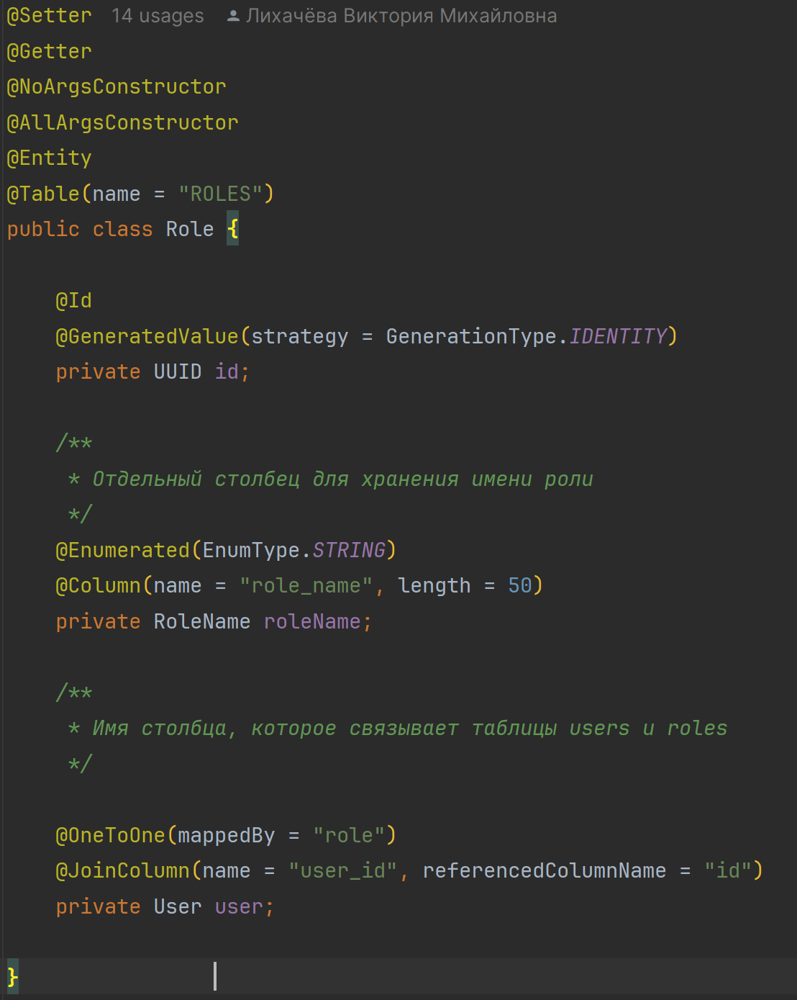 @Setter 14 usages Лихачёва Виктория Михайловна
@Getter
@NoArgsConstructor
@AllArgsConstructor
@Entity
@Table(name = "ROLES")
public class Role {
@Id
@GeneratedValue(strategy = GenerationType.IDENTITY)
private UUID id;
/**
* Отдельный столбец для хранения имени роли
*/
@Enumerated(EnumType.STRING)
@Column(name = "role_name", length = 50)
private RoleName roleName;
/**
* Имя столбца, которое связывает таблицы users и roles
*/
@OneToOne(mappedBy = "role")
@JoinColumn(name = "user_id", referencedColumnName = "id")
private User user;
}